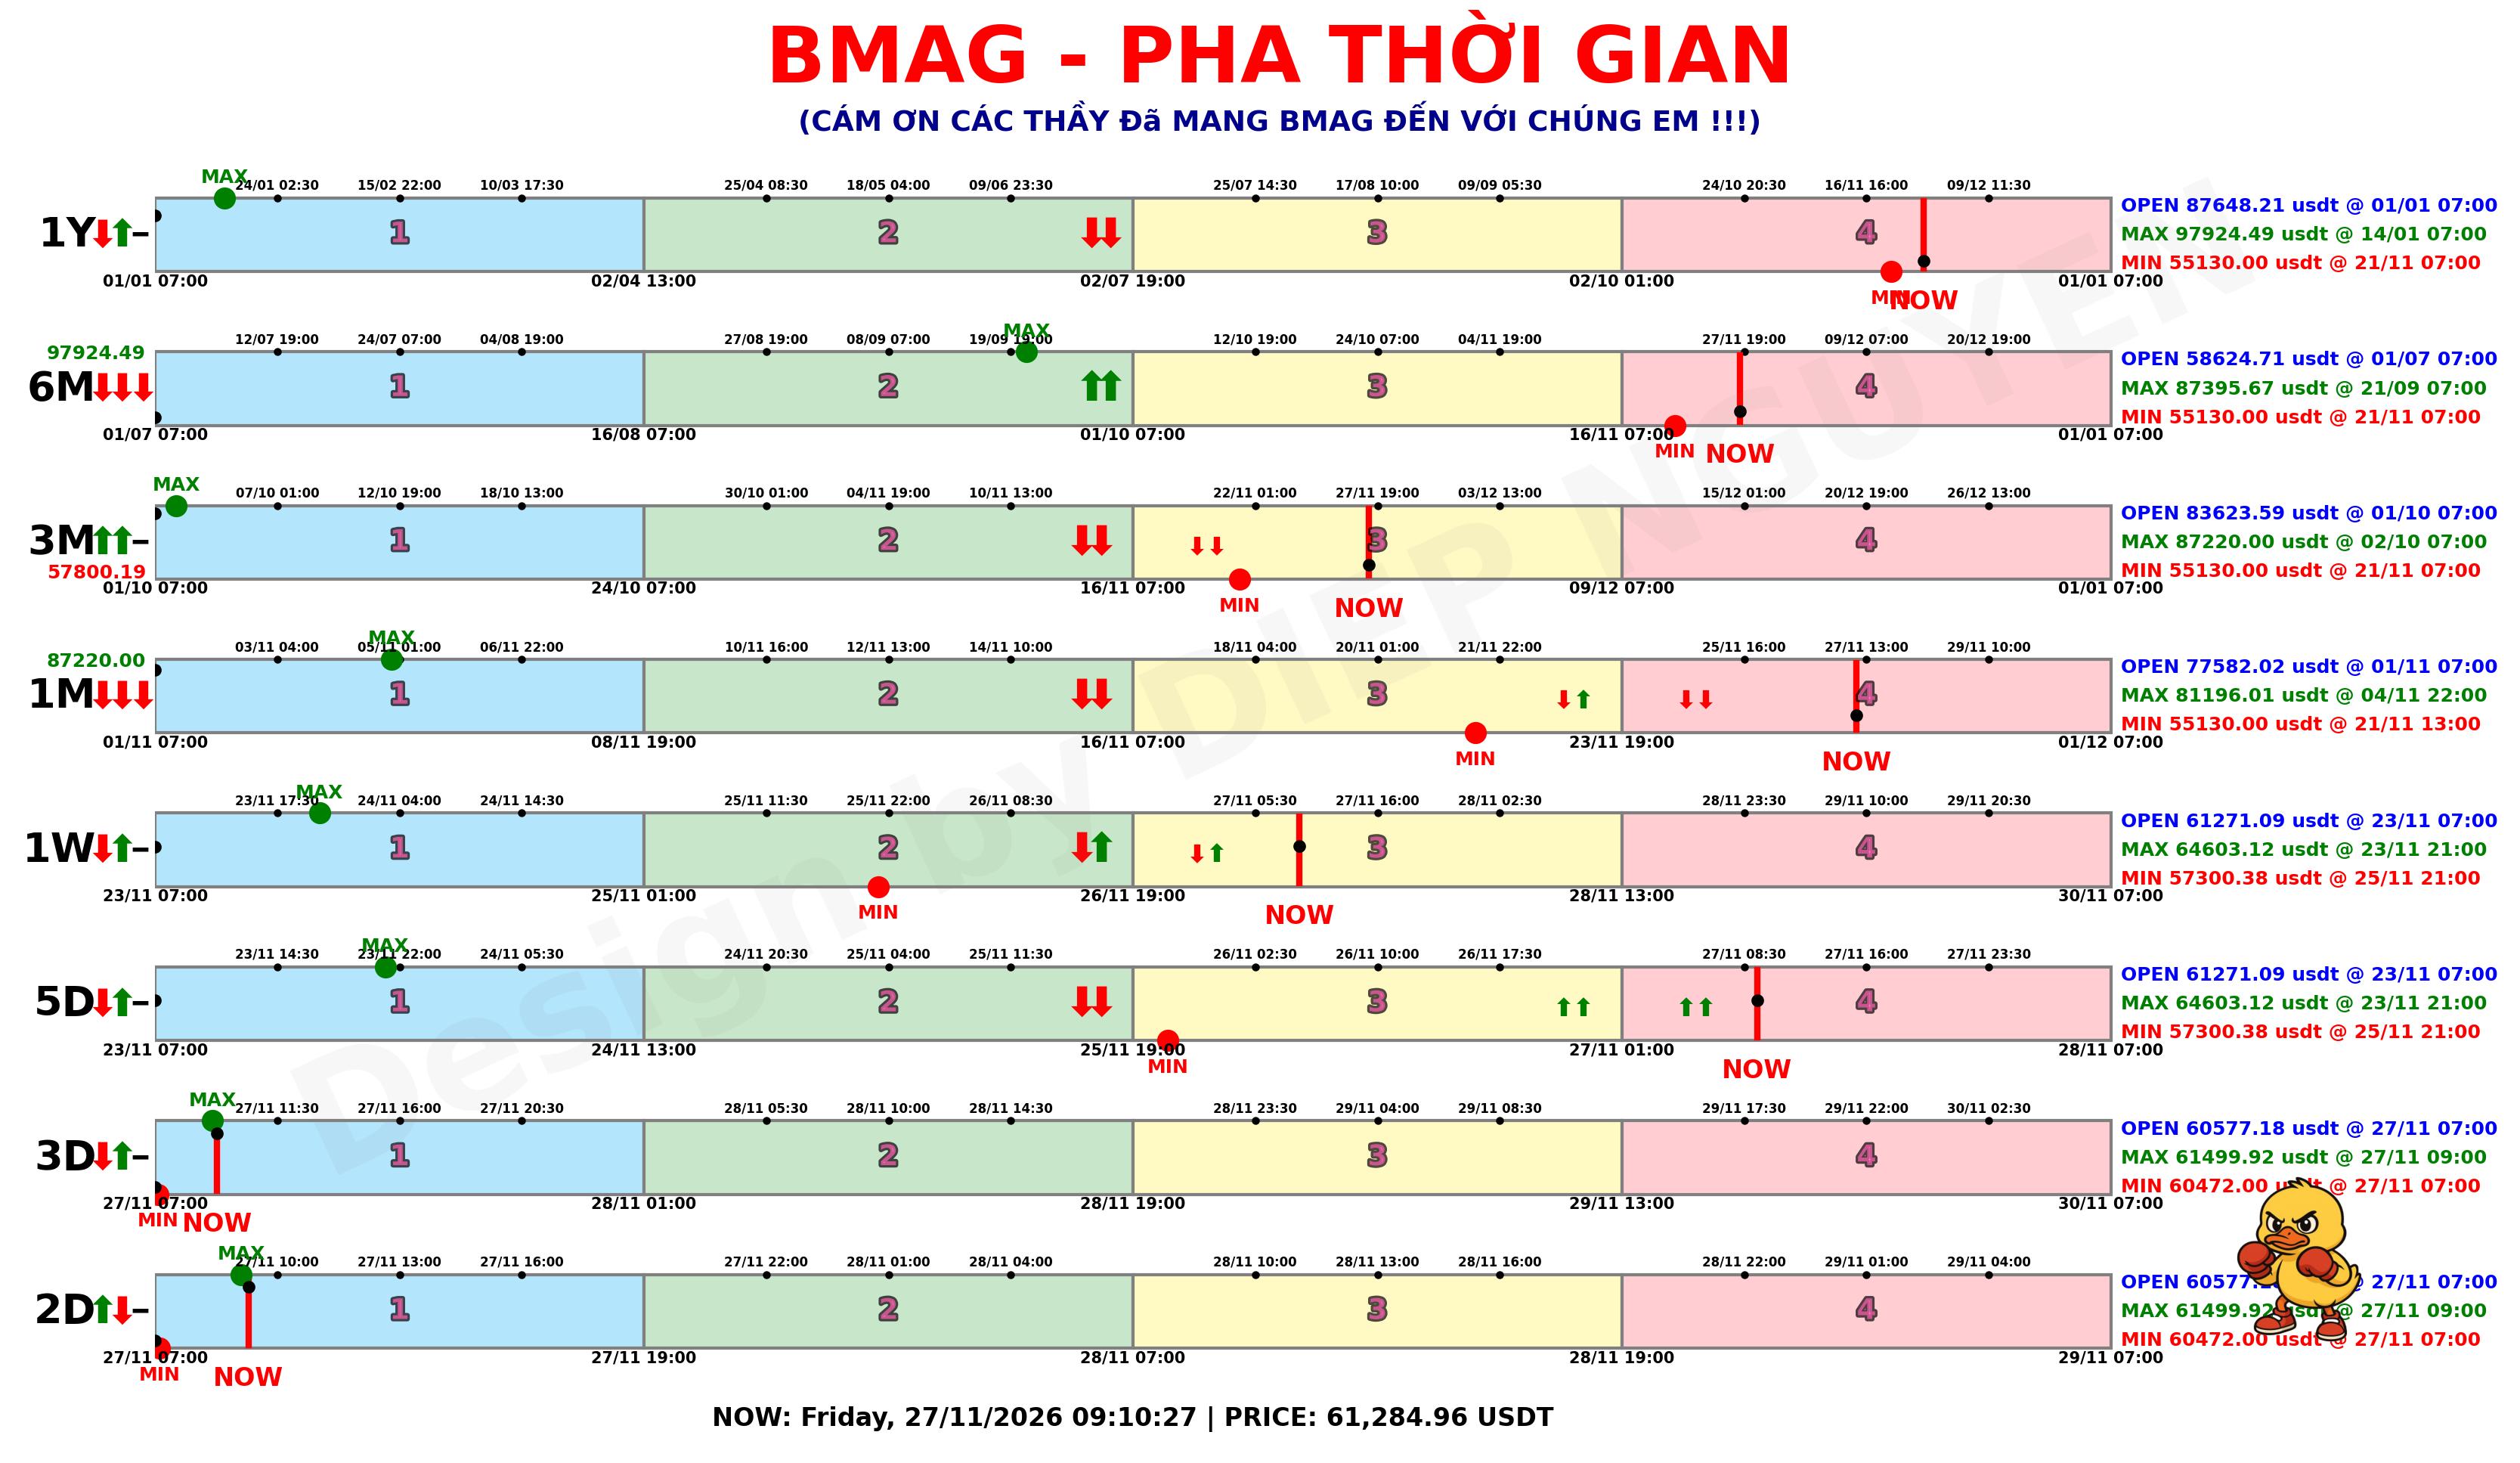 BMAG - PHA THỜI GIAN
(CÁM ƠN CÁC THẦY Đã MANG BMAG ĐẾN VỚI CHÚNG EM !!!)
MAX
24/01 02:30 15/02 22:00 10/03 17:30 25/04 08:30 18/05 04:00 09/06 23:30 25/07 14:30 17/08 10:00 09/09 05:30 24/10 20:30 16/11 16:00 09/12 11:30
OPEN 87648.21 usdt @ 01/01 07:00
1Y 1 2 3 4
MAX 97924.49 usdt @ 14/01 07:00
MIN 55130.00 usdt @ 21/11 07:00
01/01 07:00 02/04 13:00 02/07 19:00 02/10 01:00 01/01 07:00
MIN NOW
MAX
12/07 19:00 24/07 07:00 04/08 19:00 27/08 19:00 08/09 07:00 19/09 19:00 12/10 19:00 24/10 07:00 04/11 19:00 27/11 19:00 09/12 07:00 20/12 19:00
97924.49
OPEN 58624.71 usdt @ 01/07 07:00
6M 1 2 3 4
MAX 87395.67 usdt @ 21/09 07:00
MIN 55130.00 usdt @ 21/11 07:00
01/07 07:00 16/08 07:00 01/10 07:00 16/11 07:00 01/01 07:00
MIN NOW
MAX
07/10 01:00 12/10 19:00 18/10 13:00 30/10 01:00 04/11 19:00 10/11 13:00 22/11 01:00 27/11 19:00 03/12 13:00 15/12 01:00 20/12 19:00 26/12 13:00
OPEN 83623.59 usdt @ 01/10 07:00
3M 1 2 3 4
MAX 87220.00 usdt @ 02/10 07:00
57800.19
MIN 55130.00 usdt @ 21/11 07:00
01/10 07:00 24/10 07:00 16/11 07:00 09/12 07:00 01/01 07:00
MIN NOW
MAX
03/11 04:00 05/11 01:00 06/11 22:00 10/11 16:00 12/11 13:00 14/11 10:00 18/11 04:00 20/11 01:00 21/11 22:00 25/11 16:00 27/11 13:00 29/11 10:00
87220.00
OPEN 77582.02 usdt @ 01/11 07:00
1M 1 2 3 4
MAX 81196.01 usdt @ 04/11 22:00
MIN 55130.00 usdt @ 21/11 13:00
01/11 07:00 08/11 19:00 16/11 07:00 23/11 19:00 01/12 07:00
MIN NOW
MAX
23/11 17:30 24/11 04:00 24/11 14:30 25/11 11:30 25/11 22:00 26/11 08:30 27/11 05:30 27/11 16:00 28/11 02:30 28/11 23:30 29/11 10:00 29/11 20:30
OPEN 61271.09 usdt @ 23/11 07:00
1W 1 2 3 4
MAX 64603.12 usdt @ 23/11 21:00
MIN 57300.38 usdt @ 25/11 21:00
23/11 07:00 25/11 01:00 26/11 19:00 28/11 13:00 30/11 07:00
MIN NOW
MAX
23/11 14:30 23/11 22:00 24/11 05:30 24/11 20:30 25/11 04:00 25/11 11:30 26/11 02:30 26/11 10:00 26/11 17:30 27/11 08:30 27/11 16:00 27/11 23:30
OPEN 61271.09 usdt @ 23/11 07:00
5D 1 2 3 4
MAX 64603.12 usdt @ 23/11 21:00
MIN 57300.38 usdt @ 25/11 21:00
23/11 07:00 24/11 13:00 25/11 19:00 27/11 01:00 28/11 07:00
MIN NOW
MAX
27/11 11:30 27/11 16:00 27/11 20:30 28/11 05:30 28/11 10:00 28/11 14:30 28/11 23:30 29/11 04:00 29/11 08:30 29/11 17:30 29/11 22:00 30/11 02:30
OPEN 60577.18 usdt @ 27/11 07:00
3D 1 2 3 4
MAX 61499.92 usdt @ 27/11 09:00
MIN 60472.00 usdt @ 27/11 07:00
27/11 07:00 28/11 01:00 28/11 19:00 29/11 13:00 30/11 07:00
MIN NOW
MAX
27/11 10:00 27/11 13:00 27/11 16:00 27/11 22:00 28/11 01:00 28/11 04:00 28/11 10:00 28/11 13:00 28/11 16:00 28/11 22:00 29/11 01:00 29/11 04:00
OPEN @ 27/11 07:00
2D 1 2 3 4
MAX 61499.92 usdt @ 27/11 09:00
MIN 60472.00 usdt @ 27/11 07:00
27/11 07:00 27/11 19:00 28/11 07:00 28/11 19:00 29/11 07:00
MIN NOW
NOW: Friday, 27/11/2026 09:10:27 | PRICE: 61,284.96 USDT
Design by DIEP NGUYEN